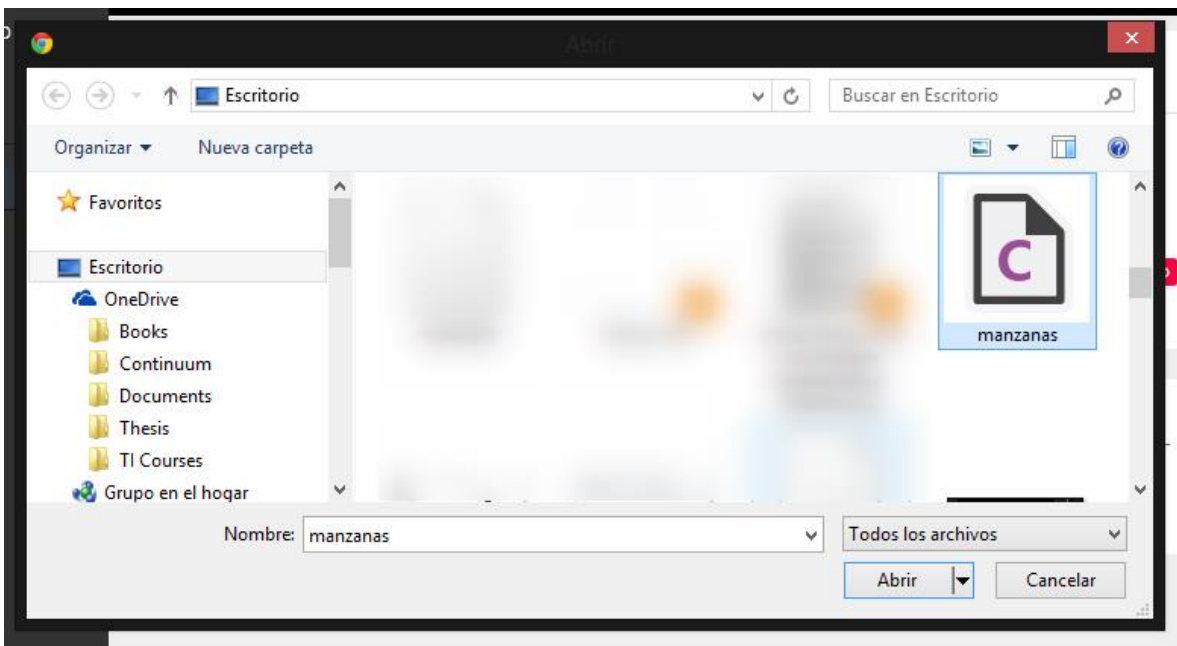 Abrir
Escritorio
Buscar en Escritorio
Organizar
Nueva carpeta
Favoritos
Escritorio
OneDrive
Books
Continuum
Documents
Thesis
TI Courses
Grupo en el hogar
C
manzanas
Nombre:
manzanas
Todos los archivos
Abrir
Cancelar